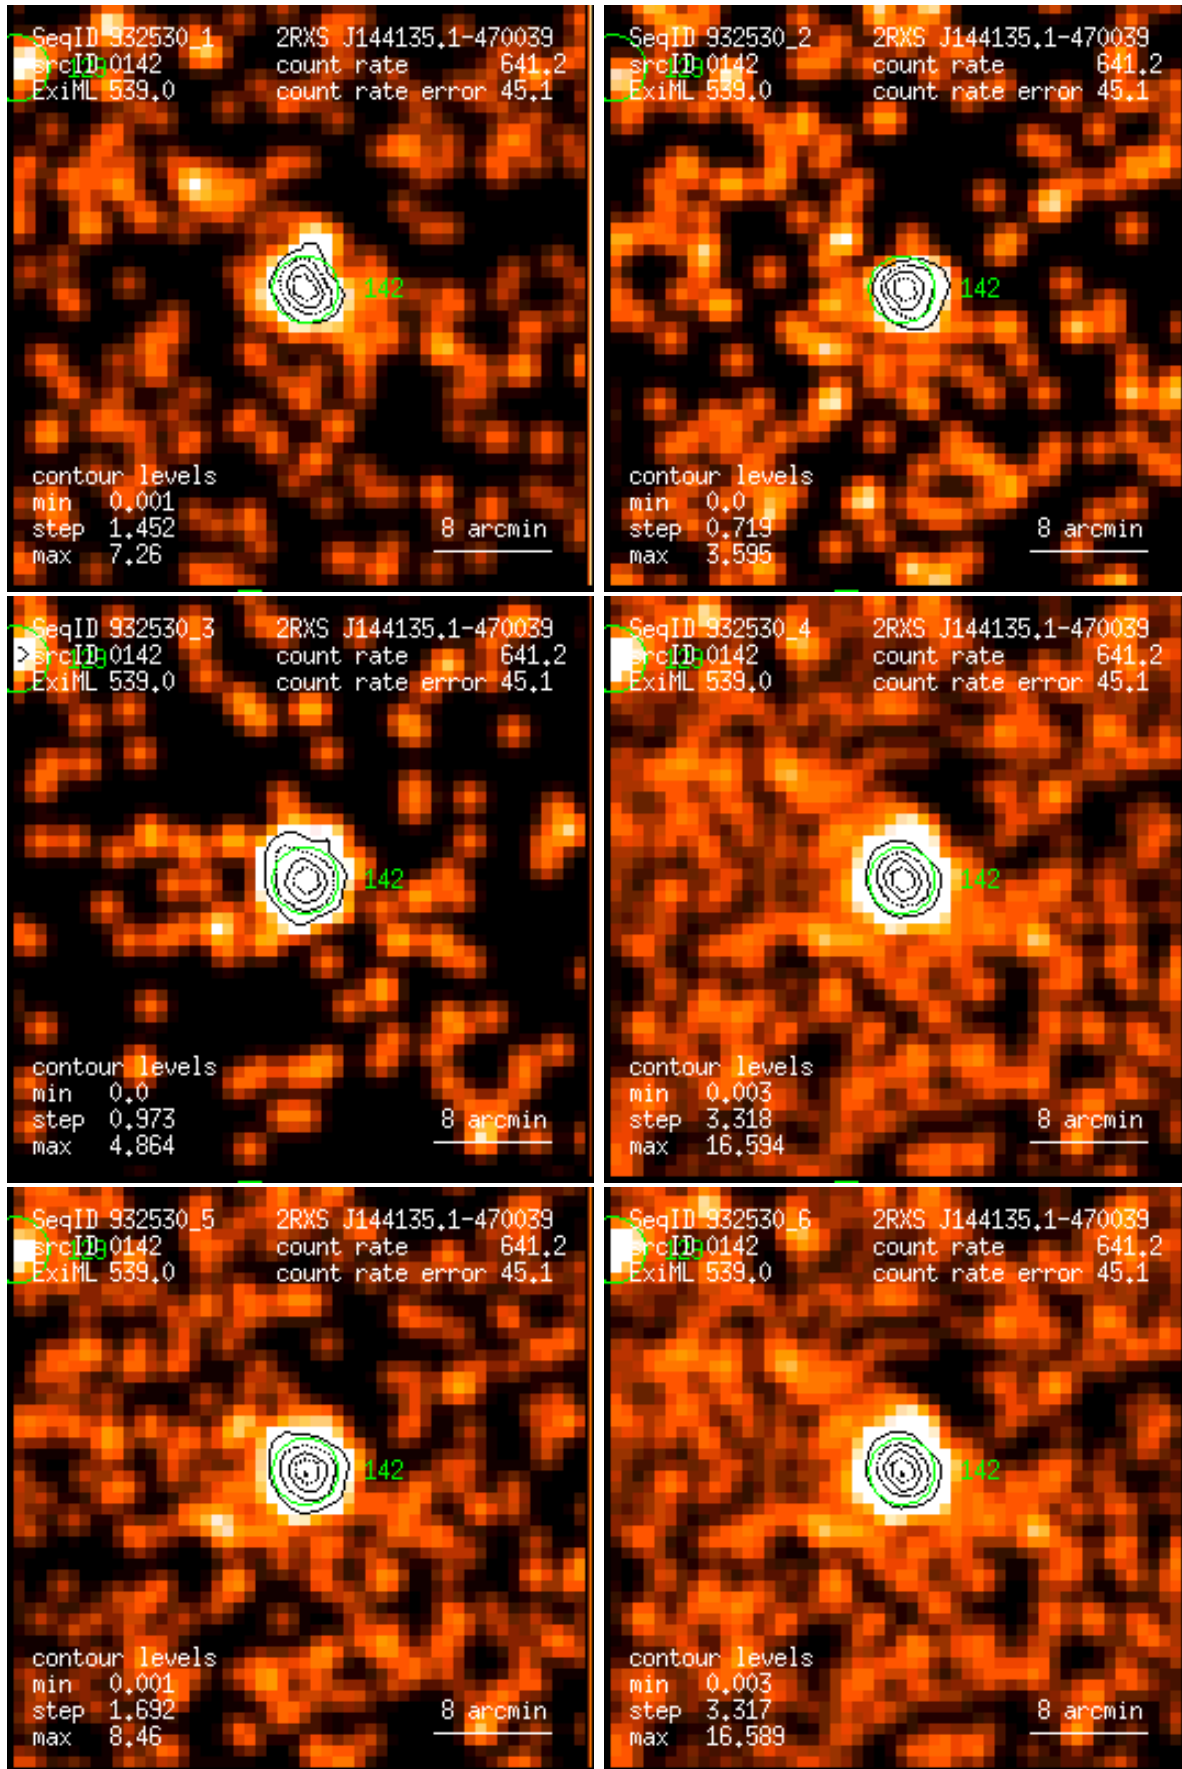 SeqID 932530_1 2RXS J144135.1-470039
srcID 0142 129 count rate 641.2
ExiML 539.0 count rate error 45.1
142
contour levels
min 0.001
step 1.452 8 arcmin
max 7.26
SeqID 932530_2 2RXS J144135.1-470039
srcID 0142 129 count rate 641.2
ExiML 539.0 count rate error 45.1
142
contour levels
min 0.0
step 0.719 8 arcmin
max 3.595
SeqID 932530_3 2RXS J144135.1-470039
srcID 0142 129 count rate 641.2
ExiML 539.0 count rate error 45.1
142
contour levels
min 0.0
step 0.973 8 arcmin
max 4.864
SeqID 932530_4 2RXS J144135.1-470039
srcID 0142 129 count rate 641.2
ExiML 539.0 count rate error 45.1
142
contour levels
min 0.003
step 3.318 8 arcmin
max 16.594
SeqID 932530_5 2RXS J144135.1-470039
srcID 0142 129 count rate 641.2
ExiML 539.0 count rate error 45.1
142
contour levels
min 0.001
step 1.692 8 arcmin
max 8.46
SeqID 932530_6 2RXS J144135.1-470039
srcID 0142 129 count rate 641.2
ExiML 539.0 count rate error 45.1
142
contour levels
min 0.003
step 3.317 8 arcmin
max 16.589